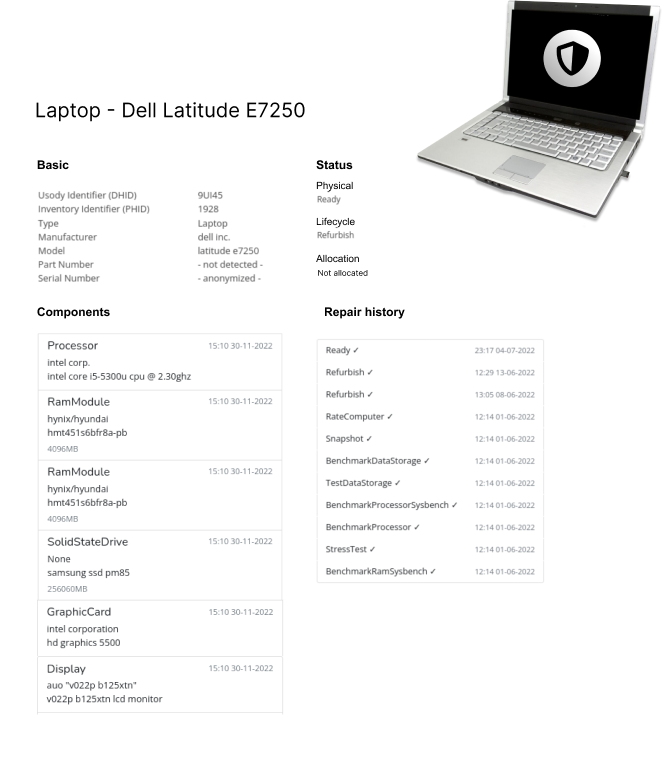 Laptop - Dell Latitude E7250
Basic
Usody Identifier (DHID) 9UI45
Inventory Identifier (PHID) 1928
Type Laptop
Manufacturer dell inc.
Model latitude e7250
Part Number - not detected -
Serial Number - anonymized -
Status
Physical
Ready
Lifecycle
Refurbish
Allocation
Not allocated
Components
Processor 15:10 30-11-2022
intel corp.
intel core i5-5300u cpu @ 2.30ghz
RamModule 15:10 30-11-2022
hynix/hyundai
hmt451s6bfr8a-pb
4096MB
RamModule 15:10 30-11-2022
hynix/hyundai
hmt451s6bfr8a-pb
4096MB
SolidStateDrive 15:10 30-11-2022
None
samsung ssd pm85
256060MB
GraphicCard 15:10 30-11-2022
intel corporation
hd graphics 5500
Display 15:10 30-11-2022
auo "v022p b125xtn"
v022p b125xtn lcd monitor
Repair history
Ready ✓ 23:17 04-07-2022
Refurbish ✓ 12:29 13-06-2022
Refurbish ✓ 13:05 08-06-2022
RateComputer ✓ 12:14 01-06-2022
Snapshot ✓ 12:14 01-06-2022
BenchmarkDataStorage ✓ 12:14 01-06-2022
TestDataStorage ✓ 12:14 01-06-2022
BenchmarkProcessorSysbench ✓ 12:14 01-06-2022
BenchmarkProcessor ✓ 12:14 01-06-2022
StressTest ✓ 12:14 01-06-2022
BenchmarkRamSysbench ✓ 12:14 01-06-2022